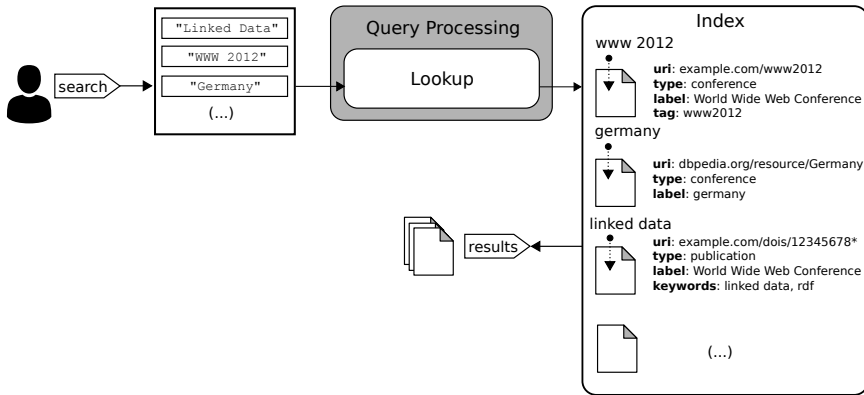 search
"Linked Data"
"WWW 2012"
"Germany"
(...)
Query Processing
Lookup
Index
www 2012
uri: example.com/www2012
type: conference
label: World Wide Web Conference
tag: www2012
germany
uri: dbpedia.org/resource/Germany
type: conference
label: germany
linked data
uri: example.com/dois/12345678*
type: publication
label: World Wide Web Conference
keywords: linked data, rdf
(...)
results